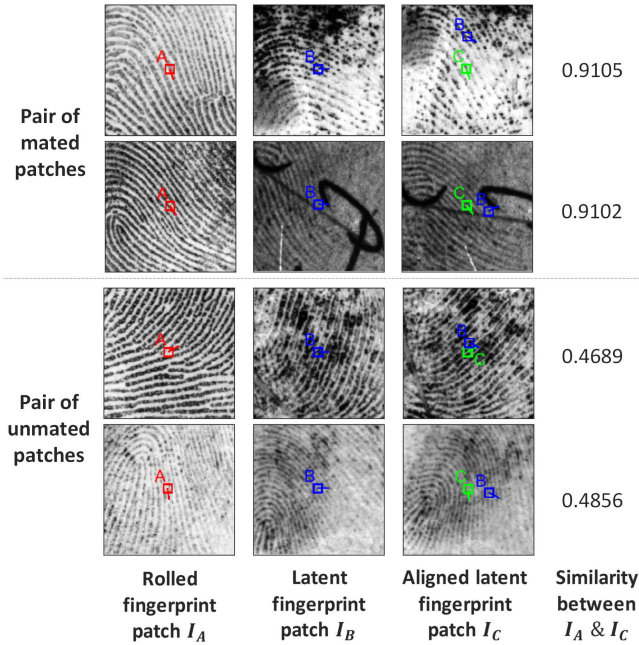 A
B
B
C
0.9105
Pair of
mated
patches
A
B
C
B
0.9102
A
B
B
C
0.4689
Pair of
unmated
patches
A
B
C
B
0.4856
Rolled
fingerprint
patch I_A
Latent
fingerprint
patch I_B
Aligned latent
fingerprint
patch I_C
Similarity
between
I_A & I_C